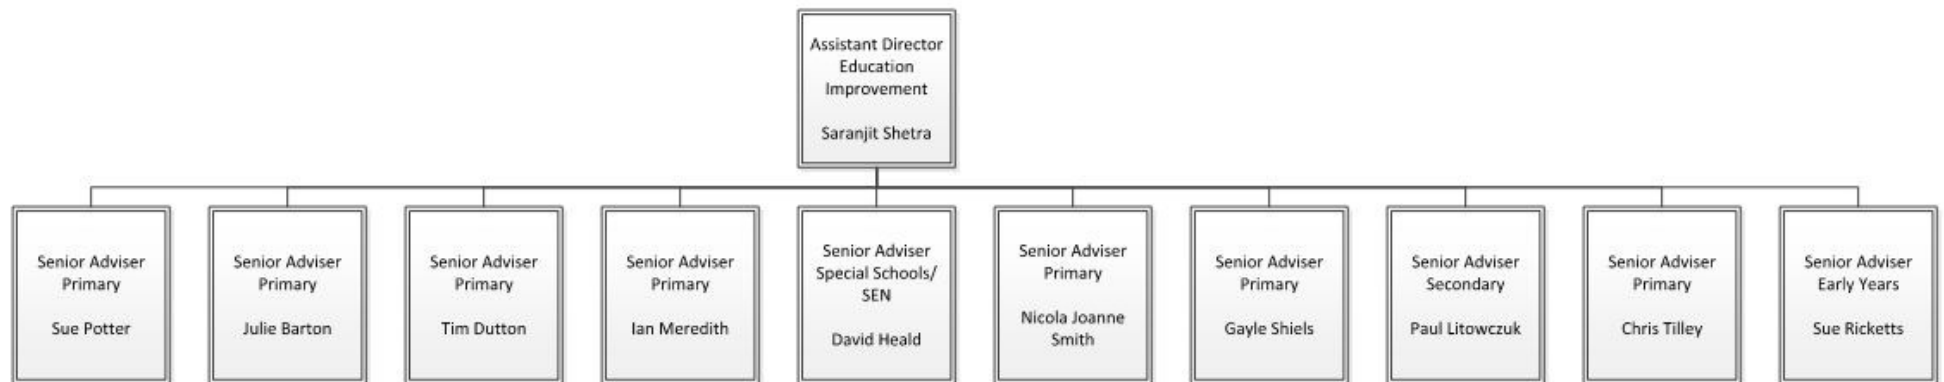 Assistant Director
Education
Improvement
Saranjit Shetra
Senior Adviser
Primary
Sue Potter
Senior Adviser
Primary
Julie Barton
Senior Adviser
Primary
Tim Dutton
Senior Adviser
Primary
Ian Meredith
Senior Adviser
Special Schools/
SEN
David Heald
Senior Adviser
Primary
Nicola Joanne
Smith
Senior Adviser
Primary
Gayle Shiels
Senior Adviser
Secondary
Paul Litowczuk
Senior Adviser
Primary
Chris Tilley
Senior Adviser
Early Years
Sue Ricketts